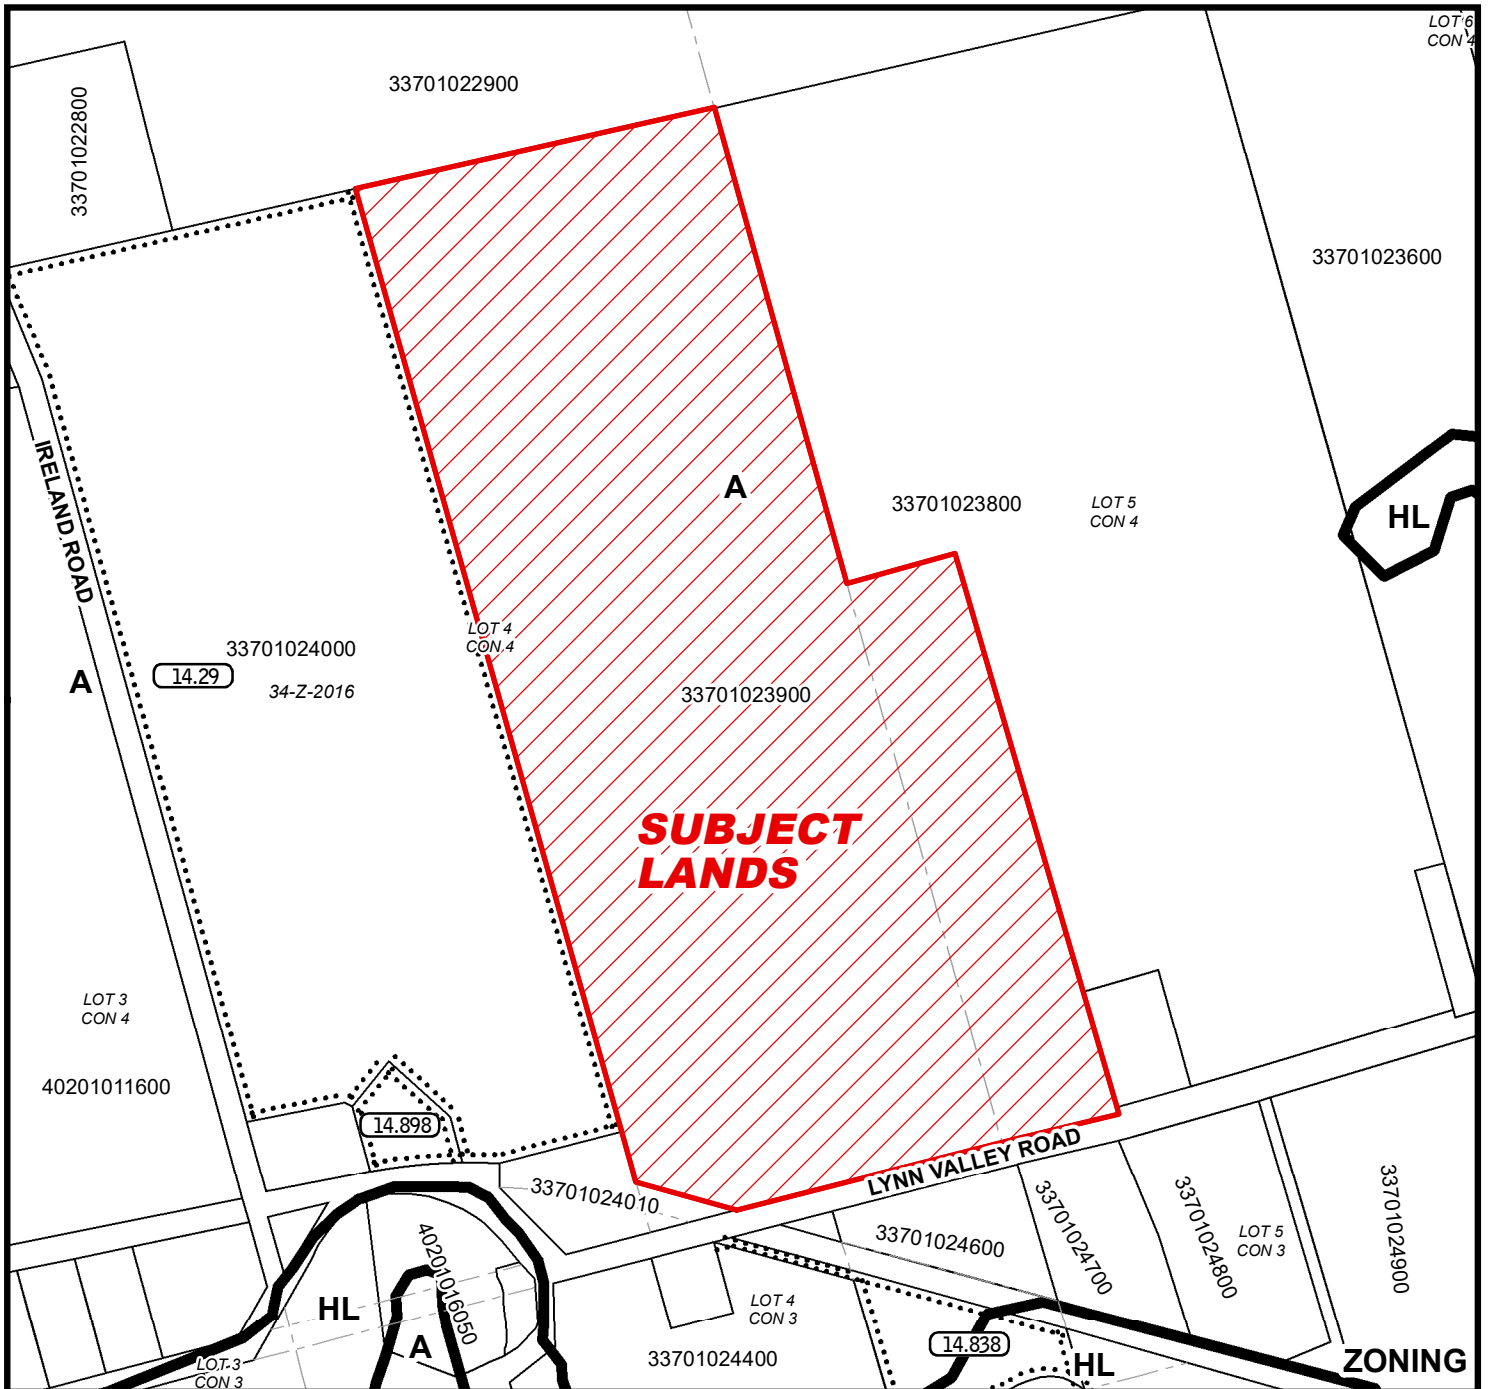 LOT 6
CON 4
33701022900
33701022800
33701023600
IRELAND ROAD
A
33701023800
LOT 5
CON 4
HL
LOT 4
CON 4
33701024000
14.29
34-Z-2016
A
33701023900
SUBJECT
LANDS
LOT 3
CON 4
40201011600
14.898
LYNN VALLEY ROAD
33701024010
33701024600
33701024700
33701024800
LOT 5
CON 3
33701024900
40201016050
HL
A
LOT 4
CON 3
33701024400
14.838
HL
LOT 3
CON 3
ZONING